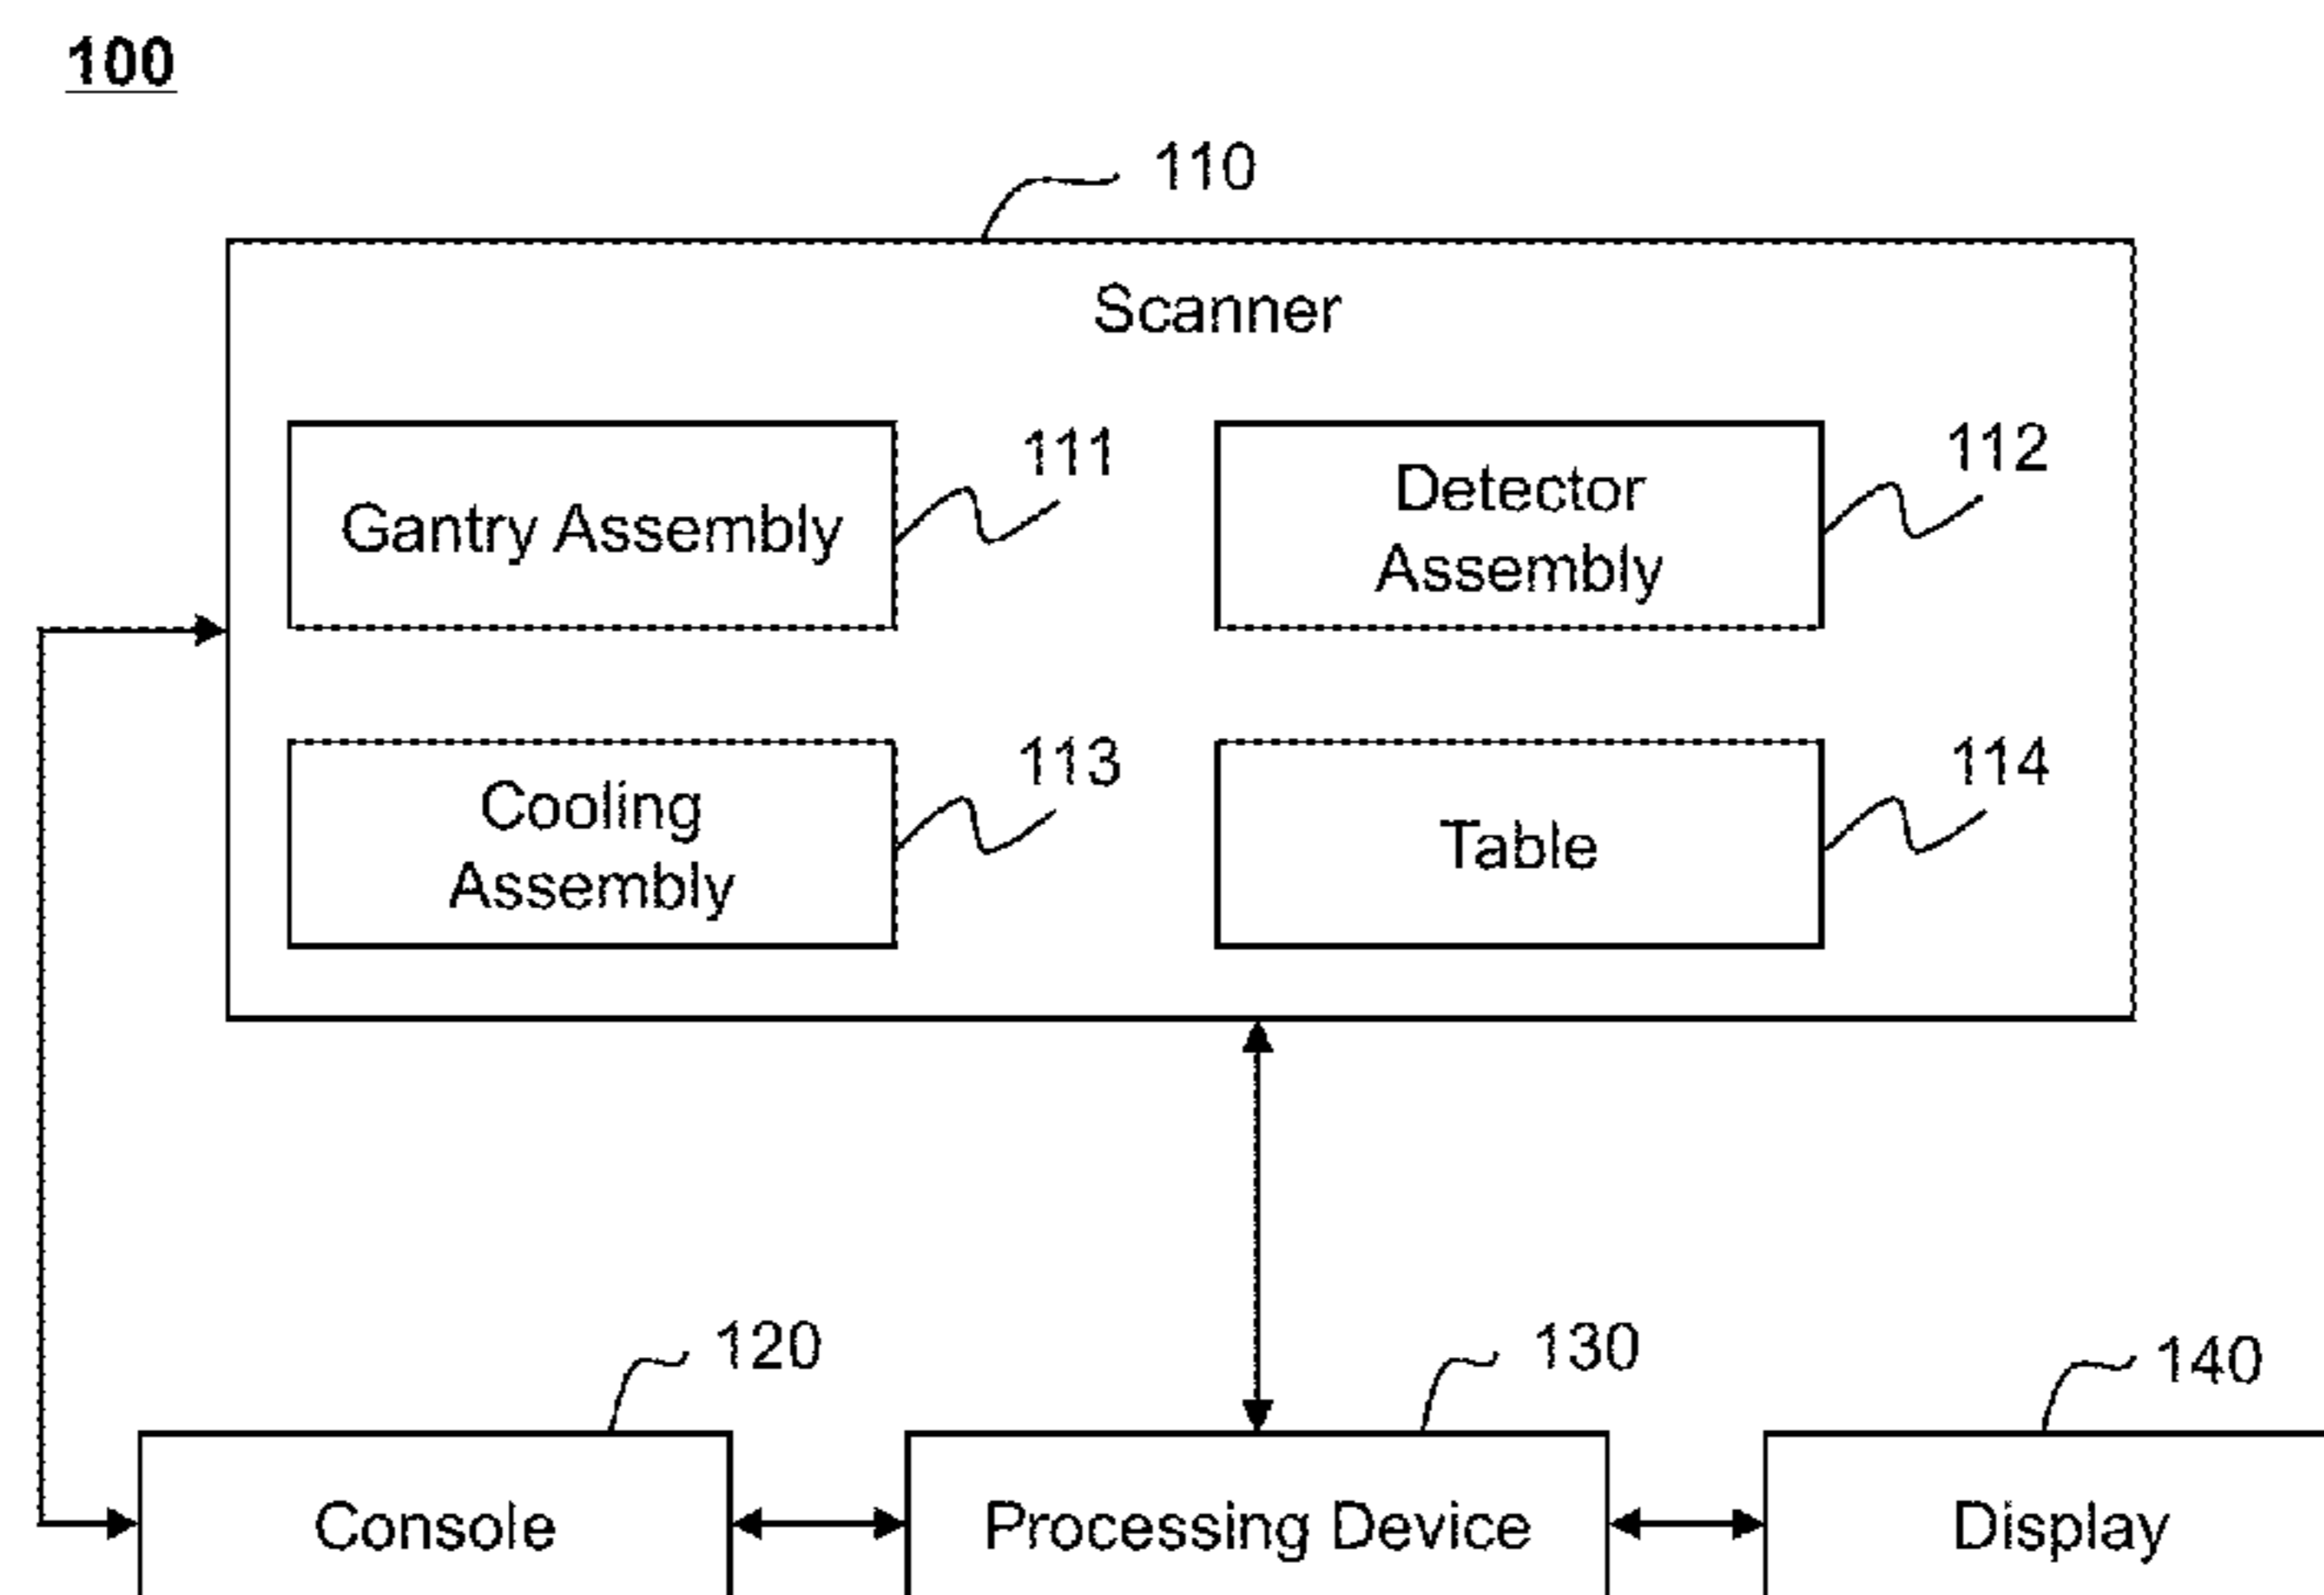 100
110
Scanner
111
112
Gantry Assembly
Detector
Assembly
113
114
Cooling
Assembly
Table
120
130
140
Console
Processing Device
Display